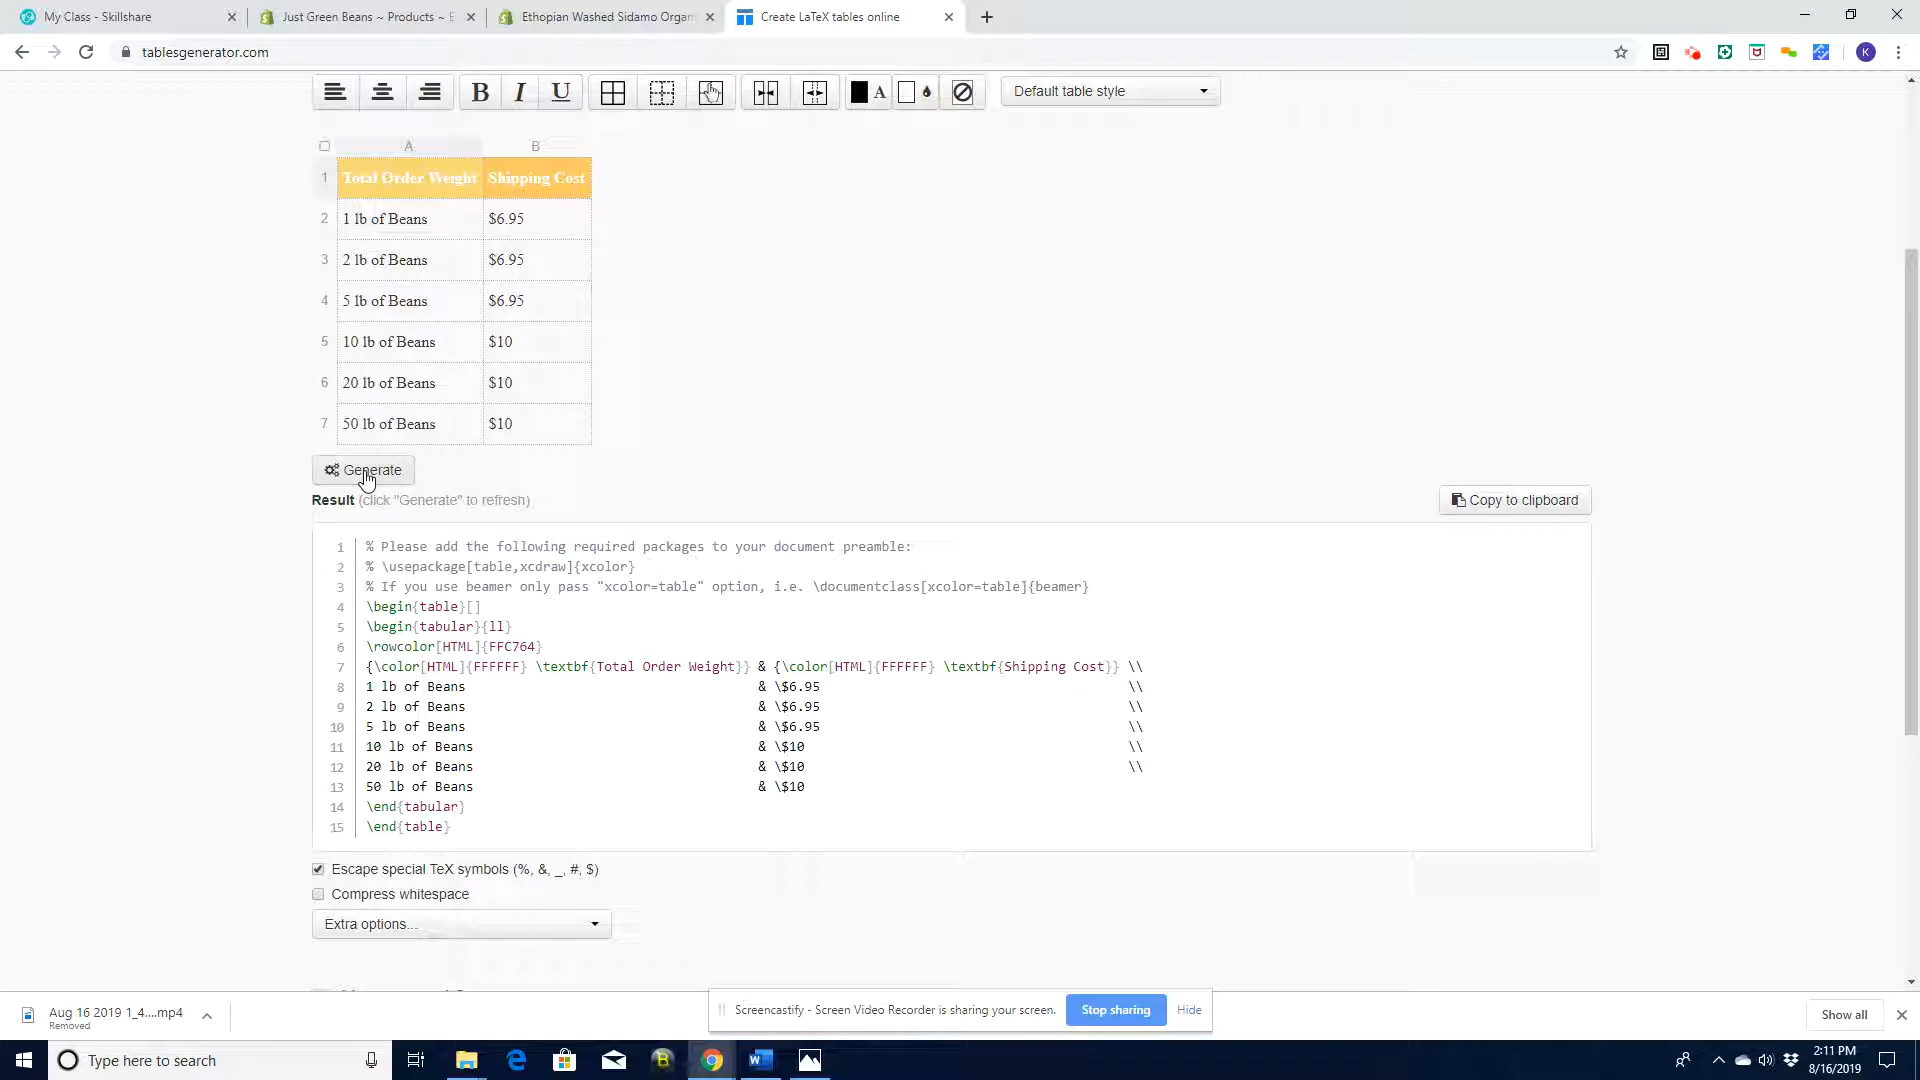 My Class - Skillshare
Just Green Beans ~ Products ~ E
Ethopian Washed Sidamo Organ
Create LaTeX tables online
tablesgenerator.com
K
B I U A Default table style
A B
1 Total Order Weight Shipping Cost
2 1 lb of Beans $6.95
3 2 lb of Beans $6.95
4 5 lb of Beans $6.95
5 10 lb of Beans $10
6 20 lb of Beans $10
7 50 lb of Beans $10
Generate
Result (click "Generate" to refresh)
Copy to clipboard
1 % Please add the following required packages to your document preamble:
2 % \usepackage[table,xcdraw]{xcolor}
3 % If you use beamer only pass "xcolor=table" option, i.e. \documentclass[xcolor=table]{beamer}
4 \begin{table}[]
5 \begin{tabular}{ll}
6 \rowcolor[HTML]{FFC764}
7 {\color[HTML]{FFFFFF} \textbf{Total Order Weight}} & {\color[HTML]{FFFFFF} \textbf{Shipping Cost}} \\
8 1 lb of Beans & \$6.95 \\
9 2 lb of Beans & \$6.95 \\
10 5 lb of Beans & \$6.95 \\
11 10 lb of Beans & \$10 \\
12 20 lb of Beans & \$10 \\
13 50 lb of Beans & \$10
14 \end{tabular}
15 \end{table}
Escape special TeX symbols (%, &, _, #, $)
Compress whitespace
Extra options...
Aug 16 2019 1_4....mp4
Removed
Screencastify - Screen Video Recorder is sharing your screen.
Stop sharing
Hide
Show all
Type here to search
2:11 PM
8/16/2019